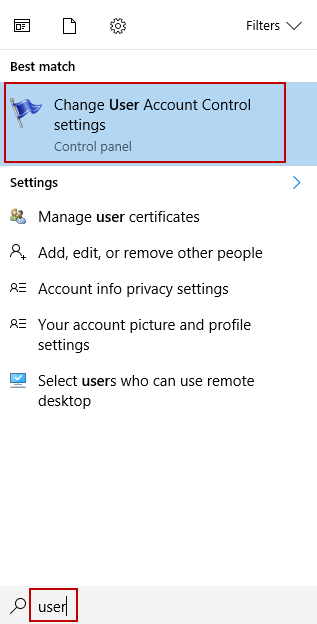 Filters
Best match
Change User Account Control
settings
Control panel
Settings
Manage user certificates
Add, edit, or remove other people
Account info privacy settings
Your account picture and profile
settings
Select users who can use remote
desktop
user